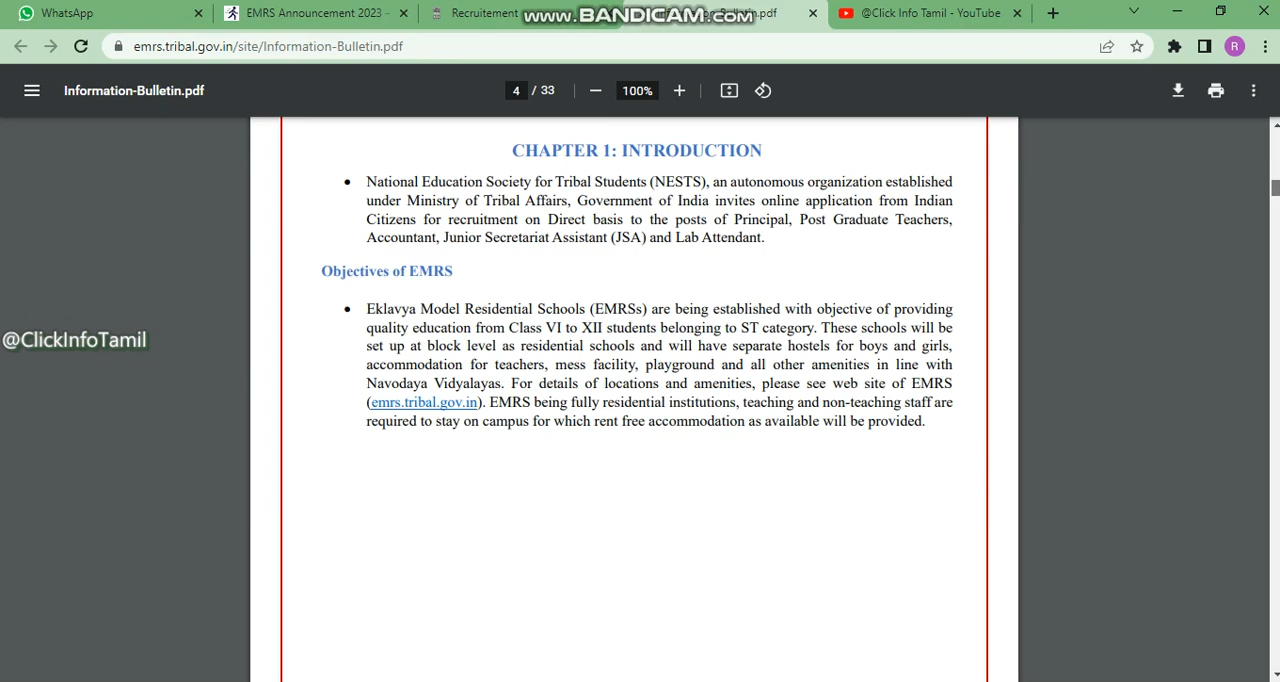 WhatsApp
EMRS Announcement 2023 -
Recruitement
www.BANDICAM.com
.pdf
@Click Info Tamil - YouTube
emrs.tribal.gov.in/site/Information-Bulletin.pdf
R
Information-Bulletin.pdf
4 / 33
100%
CHAPTER 1: INTRODUCTION
• National Education Society for Tribal Students (NESTS), an autonomous organization established
under Ministry of Tribal Affairs, Government of India invites online application from Indian
Citizens for recruitment on Direct basis to the posts of Principal, Post Graduate Teachers,
Accountant, Junior Secretariat Assistant (JSA) and Lab Attendant.
Objectives of EMRS
• Eklavya Model Residential Schools (EMRSs) are being established with objective of providing
quality education from Class VI to XII students belonging to ST category. These schools will be
set up at block level as residential schools and will have separate hostels for boys and girls,
accommodation for teachers, mess facility, playground and all other amenities in line with
Navodaya Vidyalayas. For details of locations and amenities, please see web site of EMRS
(emrs.tribal.gov.in). EMRS being fully residential institutions, teaching and non-teaching staff are
required to stay on campus for which rent free accommodation as available will be provided.
@ClickInfoTamil